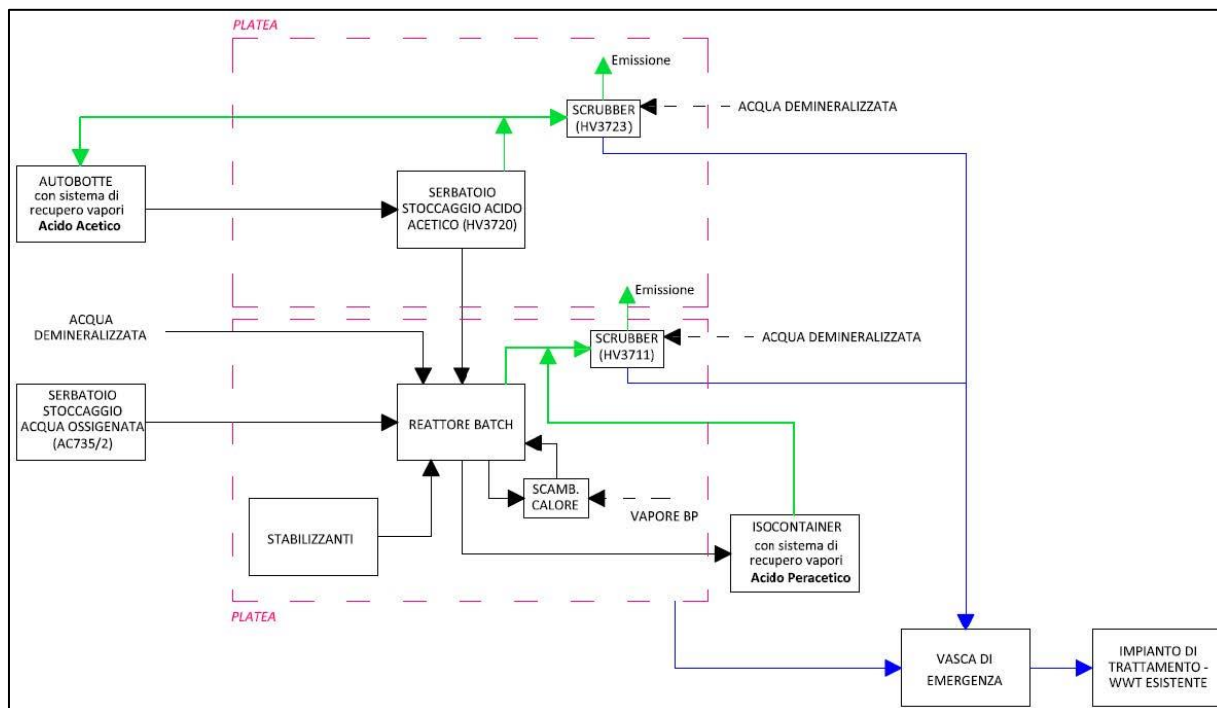 PLATEA
Emissione
SCRUBBER
(HV3723)
ACQUA DEMINERALIZZATA
AUTOBOTTE
con sistema di
recupero vapori
Acido Acetico
SERBATOIO
STOCCAGGIO ACIDO
ACETICO (HV3720)
Emissione
ACQUA
DEMINERALIZZATA
SCRUBBER
(HV3711)
ACQUA DEMINERALIZZATA
SERBATOIO
STOCCAGGIO
ACQUA OSSIGENATA
(AC735/2)
REATTORE BATCH
SCAMB.
CALORE
VAPORE BP
STABILIZZANTI
ISOCONTAINER
con sistema di
recupero vapori
Acido Peracetico
PLATEA
VASCA DI
EMERGENZA
IMPIANTO DI
TRATTAMENTO -
WWT ESISTENTE